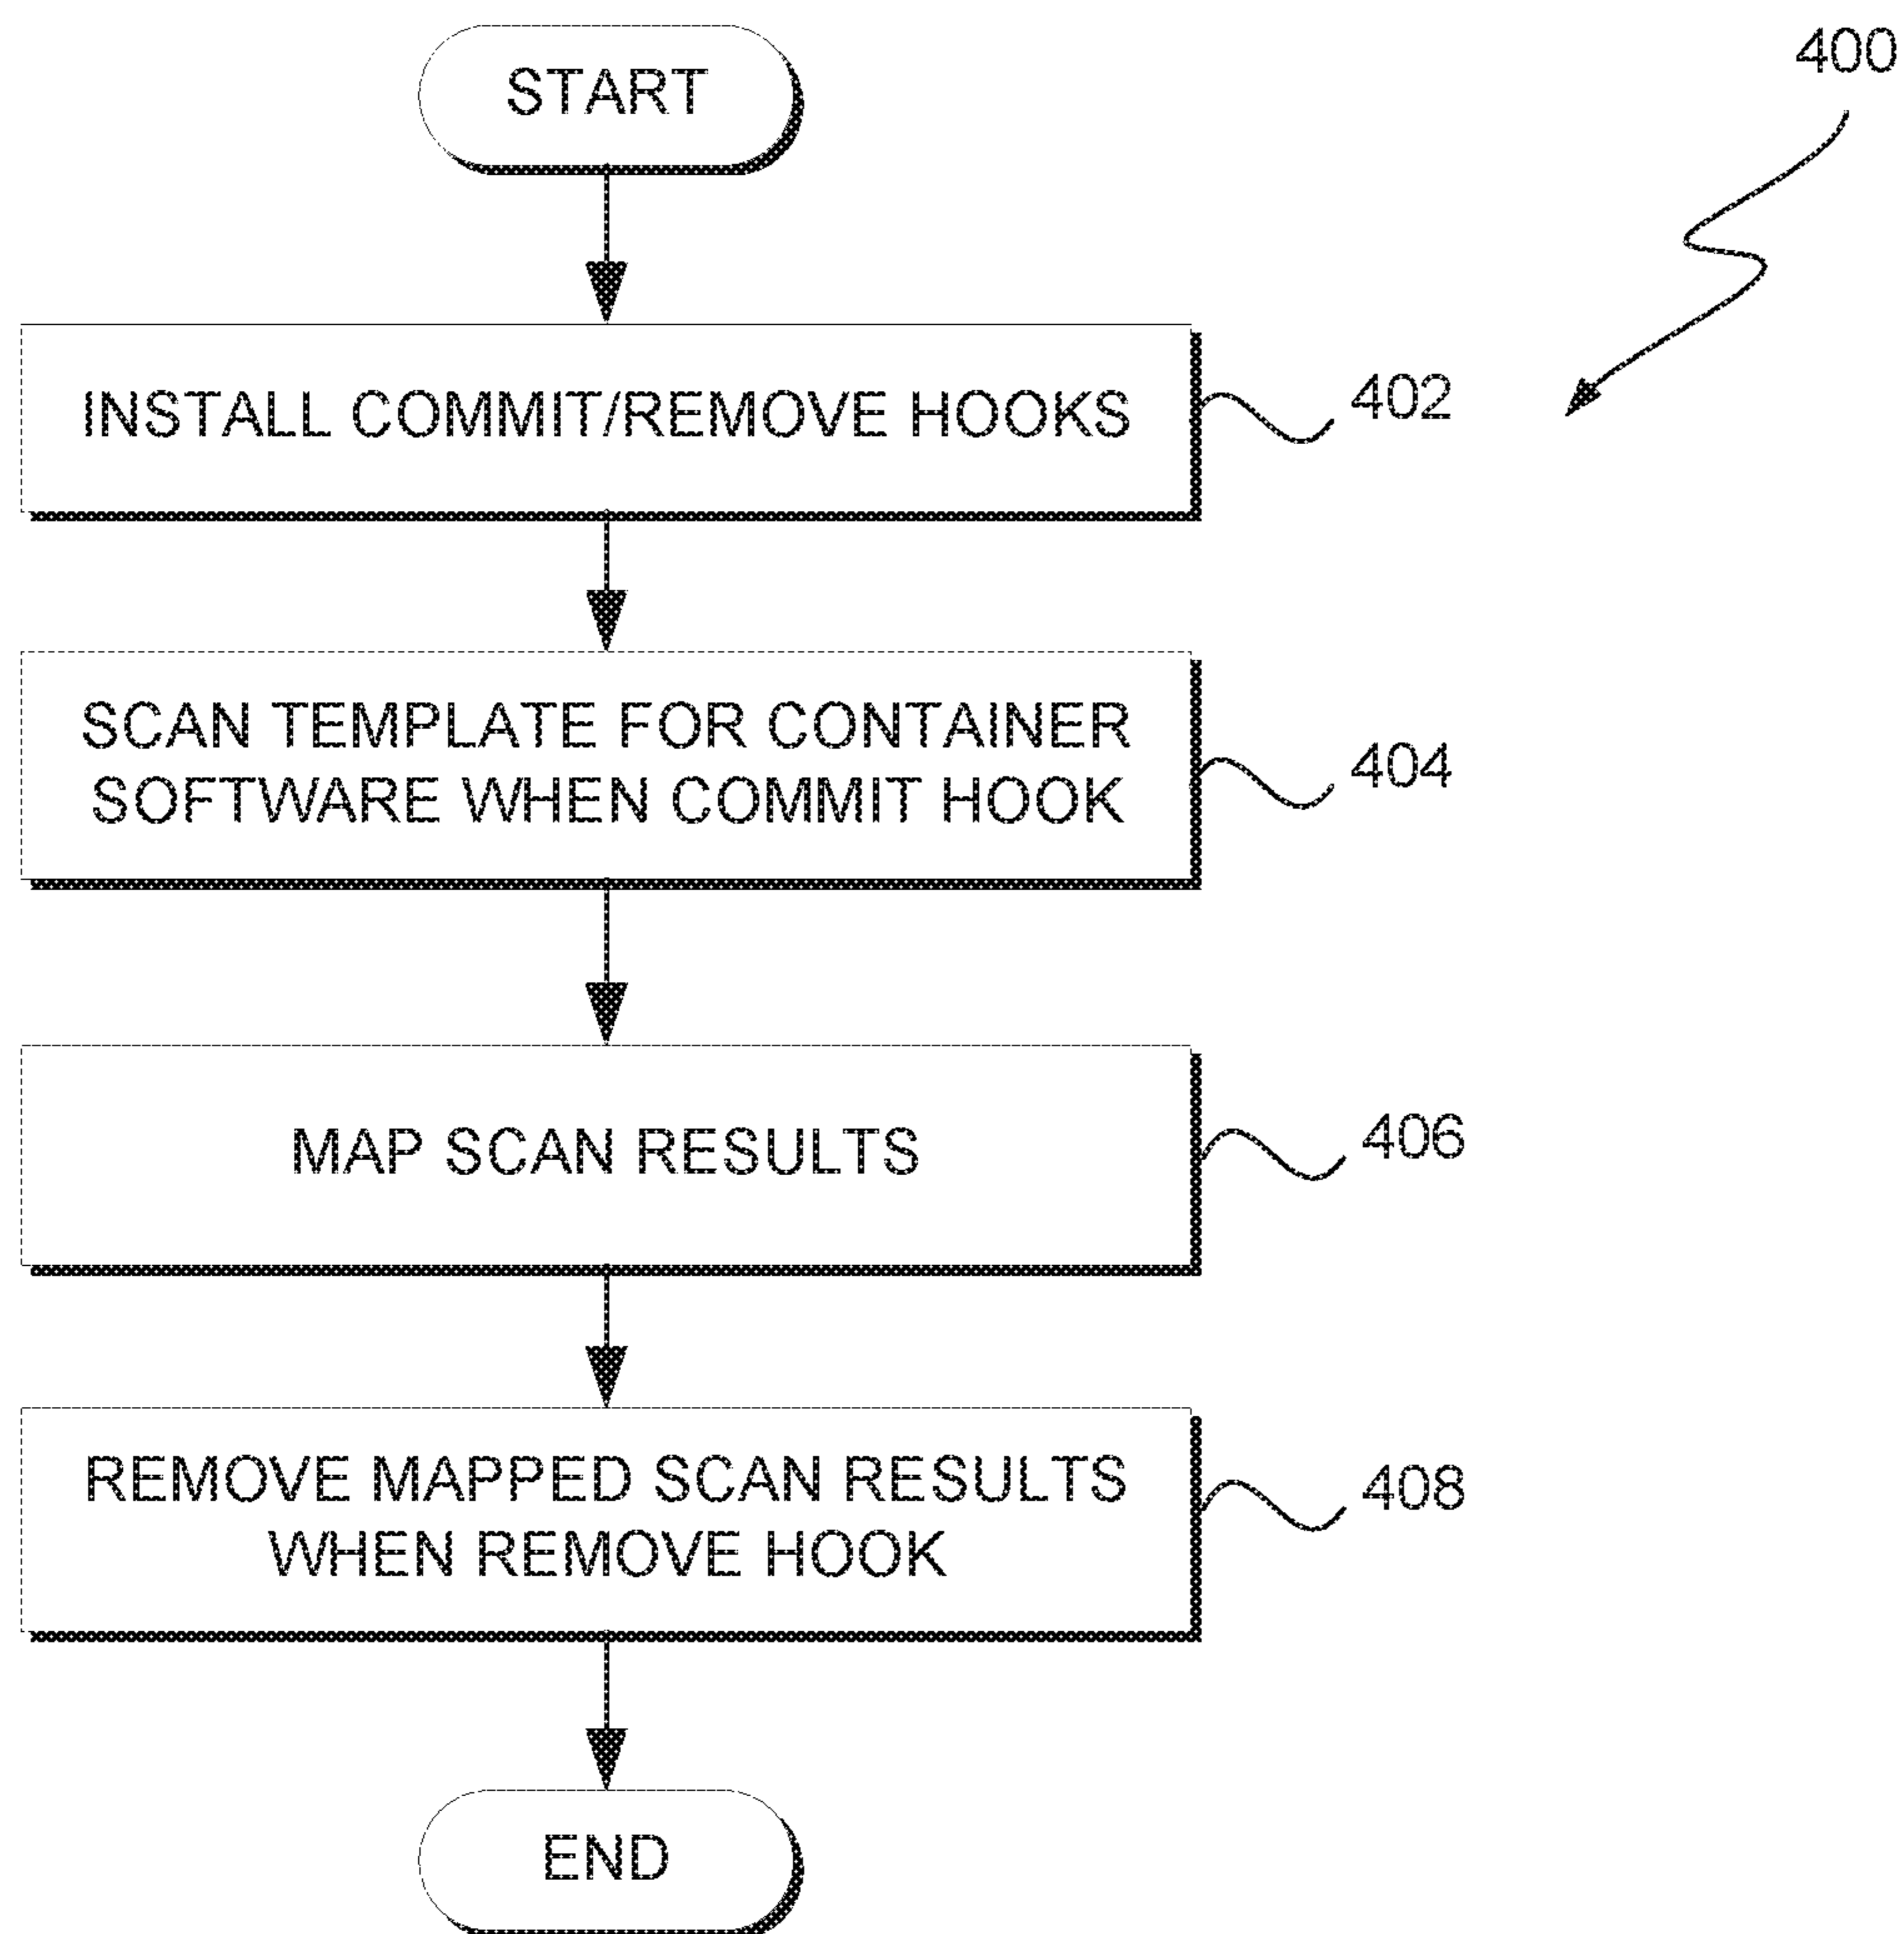 START
400
INSTALL COMMIT/REMOVE HOOKS
402
SCAN TEMPLATE FOR CONTAINER
SOFTWARE WHEN COMMIT HOOK
404
MAP SCAN RESULTS
406
REMOVE MAPPED SCAN RESULTS
WHEN REMOVE HOOK
408
END